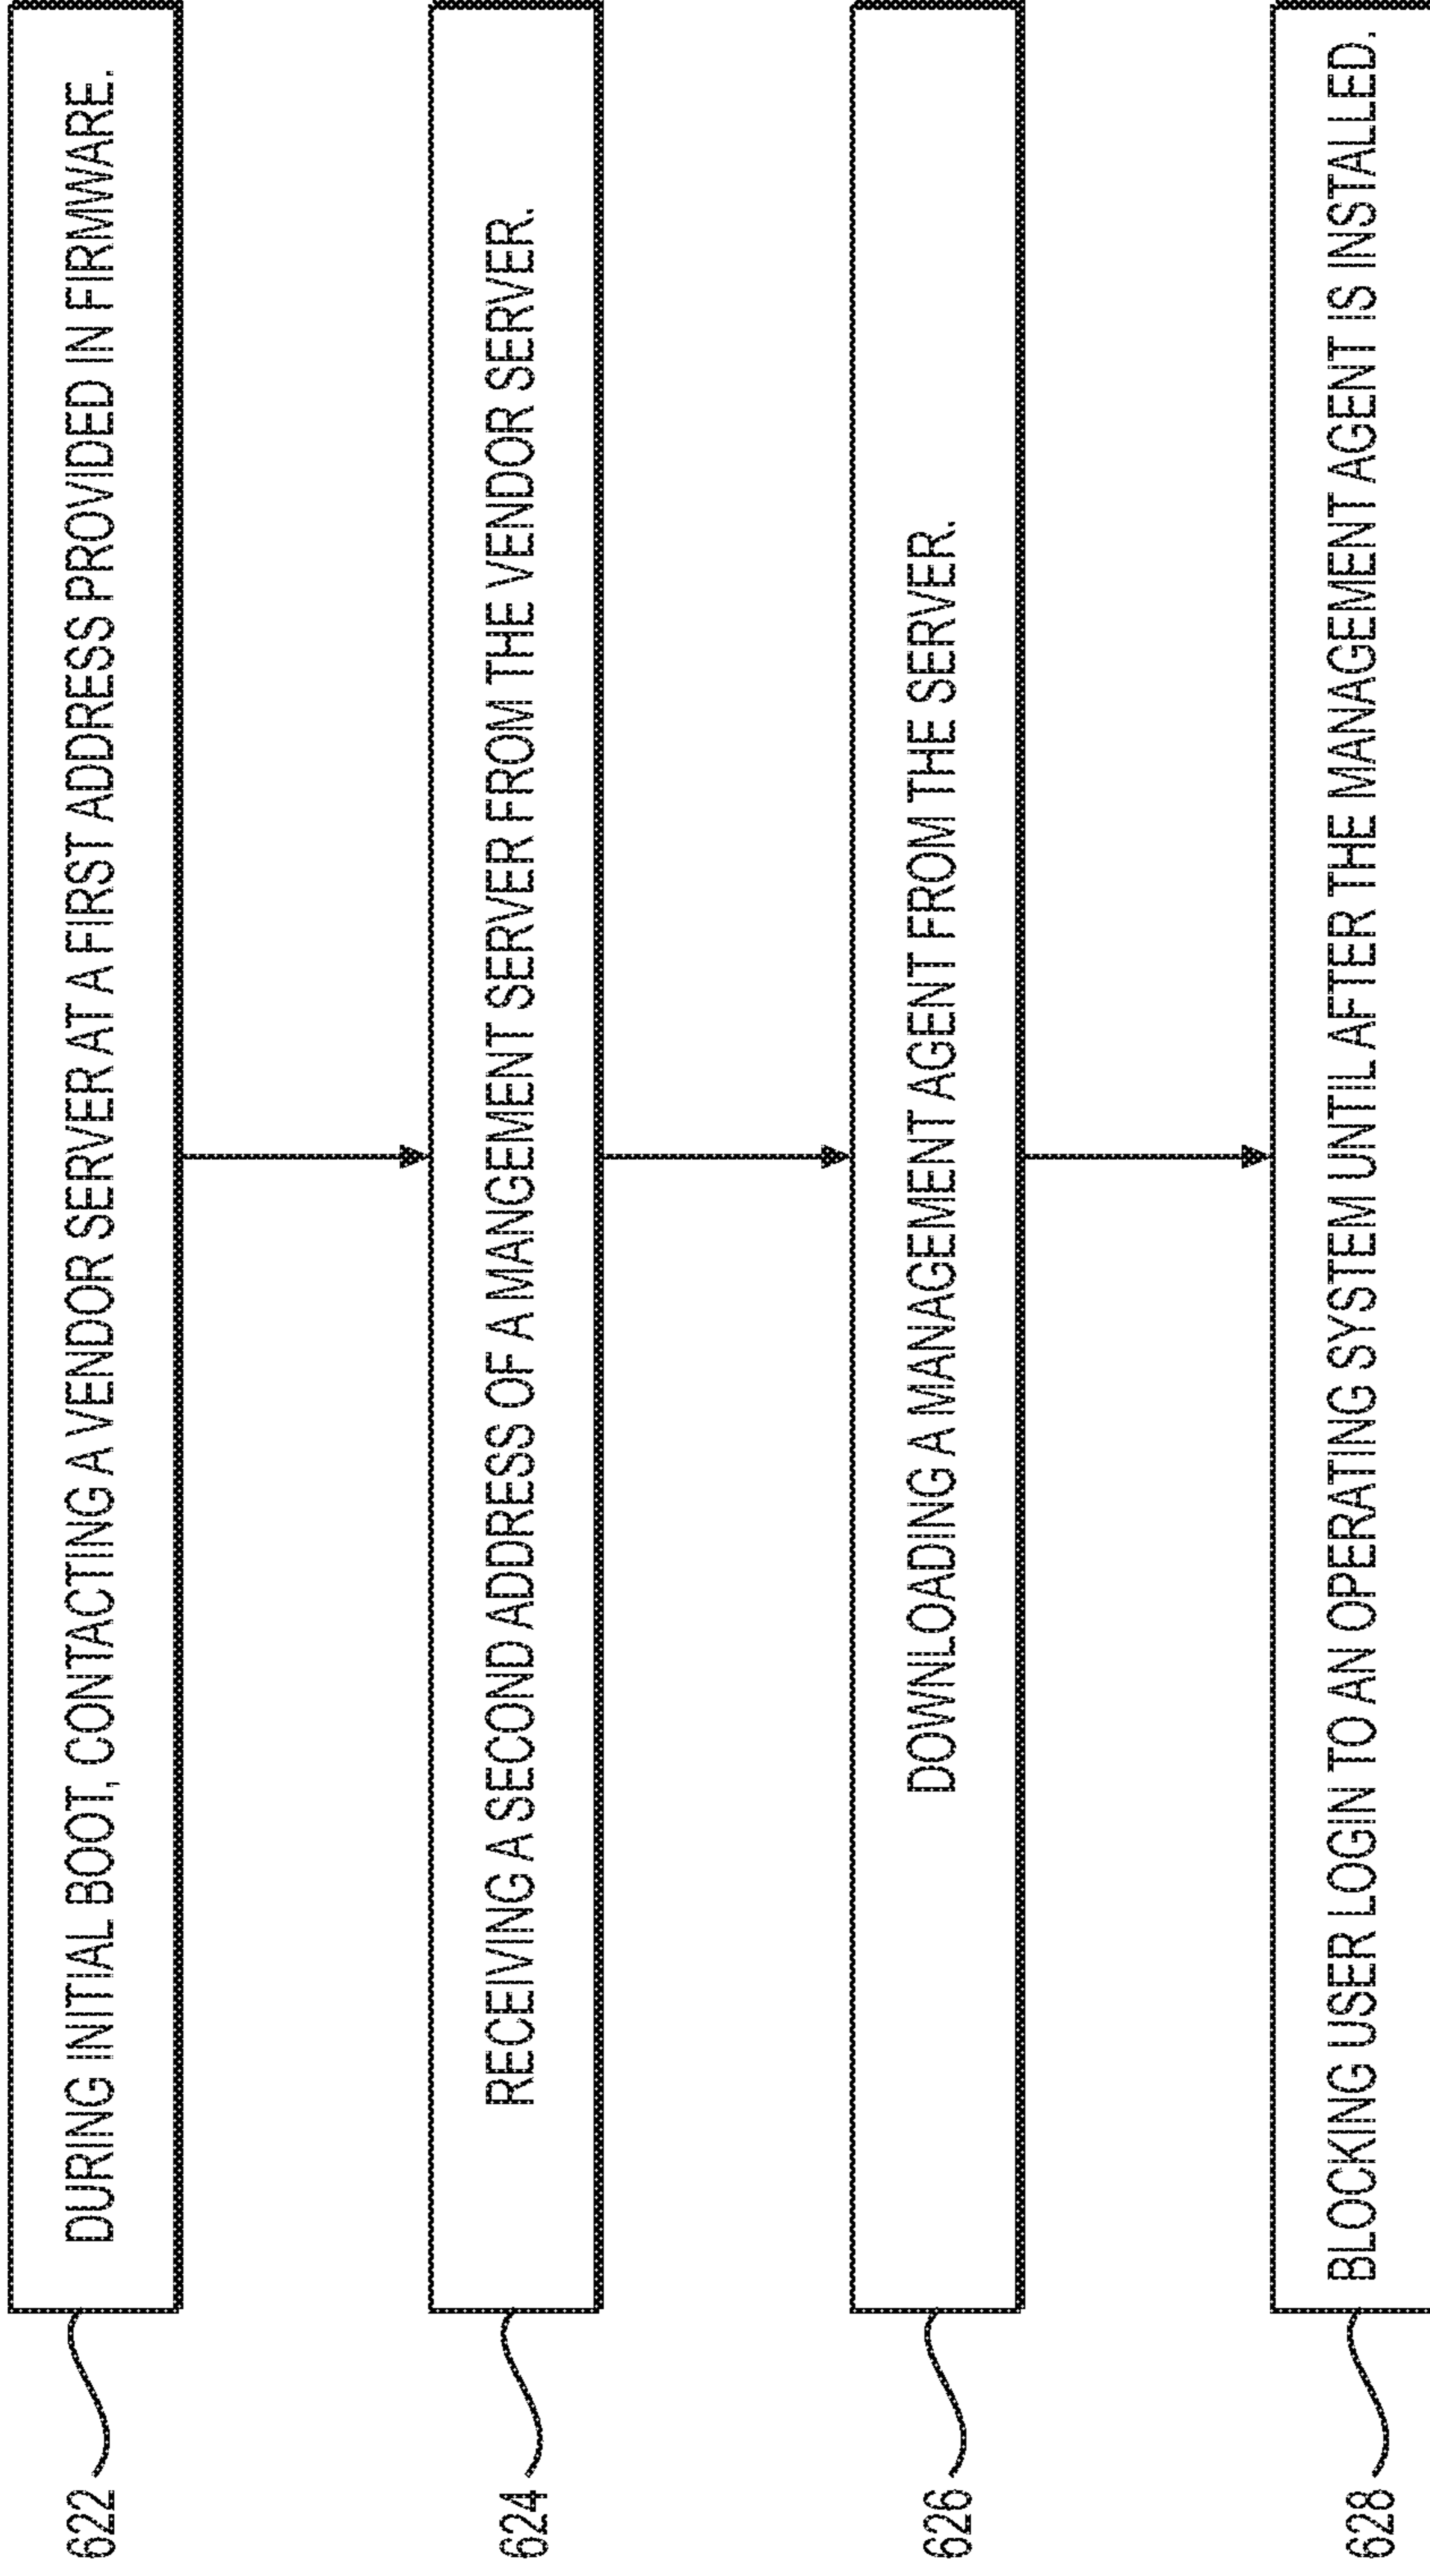 622
DURING INITIAL BOOT, CONTACTING A VENDOR SERVER AT A FIRST ADDRESS PROVIDED IN FIRMWARE.
624
RECEIVING A SECOND ADDRESS OF A MANGEMENT SERVER FROM THE VENDOR SERVER.
626
DOWNLOADING A MANAGEMENT AGENT FROM THE SERVER.
628
BLOCKING USER LOGIN TO AN OPERATING SYSTEM UNTIL AFTER THE MANAGEMENT AGENT IS INSTALLED.